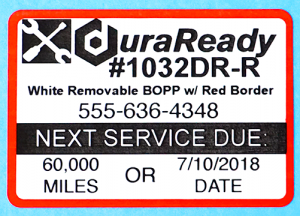 duraReady
#1032DR-R
White Removable BOPP w/ Red Border
555-636-4348
NEXT SERVICE DUE:
60,000 OR 7/10/2018
MILES DATE